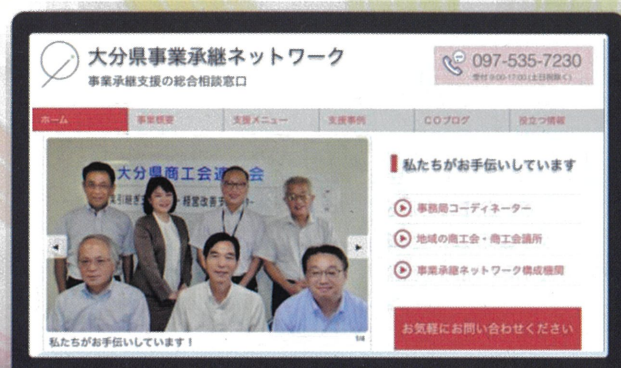 大分県事業承継ネットワーク
事業承継支援の総合相談窓口
097-535-7230
受付 9:00-17:00 (土日祝除く)
ホーム
事業概要
支援メニュー
支援事例
COブログ
役立つ情報
大分県商工会連 会
経営改善
私たちがお手伝いしています
事務局コーディネーター
地域の商工会・商工会議所
事業承継ネットワーク構成機関
お気軽にお問い合わせください
私たちがお手伝いしています！
1/4